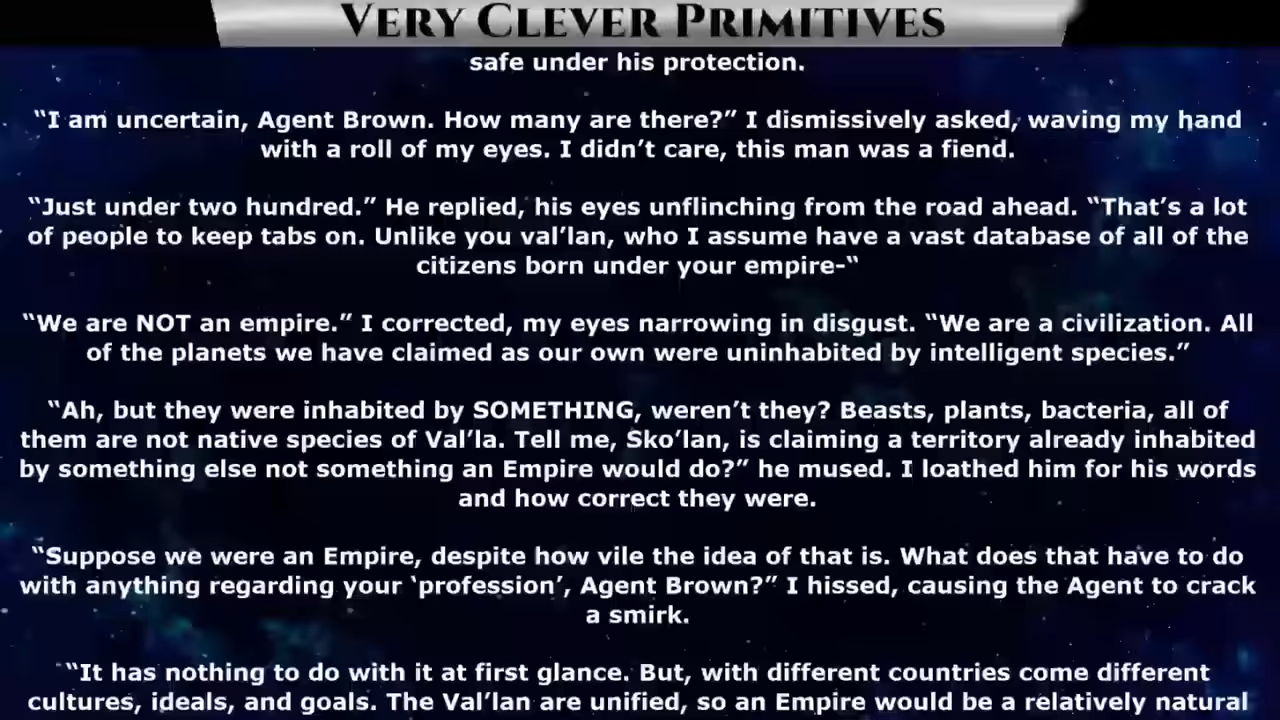 VERY CLEVER PRIMITIVES
safe under his protection.
“I am uncertain, Agent Brown. How many are there?” I dismissively asked, waving my hand
with a roll of my eyes. I didn’t care, this man was a fiend.
“Just under two hundred.” He replied, his eyes unflinching from the road ahead. “That’s a lot
of people to keep tabs on. Unlike you val’lan, who I assume have a vast database of all of the
citizens born under your empire-“
“We are NOT an empire.” I corrected, my eyes narrowing in disgust. “We are a civilization. All
of the planets we have claimed as our own were uninhabited by intelligent species.”
“Ah, but they were inhabited by SOMETHING, weren’t they? Beasts, plants, bacteria, all of
them are not native species of Val’la. Tell me, Sko’lan, is claiming a territory already inhabited
by something else not something an Empire would do?” he mused. I loathed him for his words
and how correct they were.
“Suppose we were an Empire, despite how vile the idea of that is. What does that have to do
with anything regarding your ‘profession’, Agent Brown?” I hissed, causing the Agent to crack
a smirk.
“It has nothing to do with it at first glance. But, with different countries come different
cultures, ideals, and goals. The Val’lan are unified, so an Empire would be a relatively natural